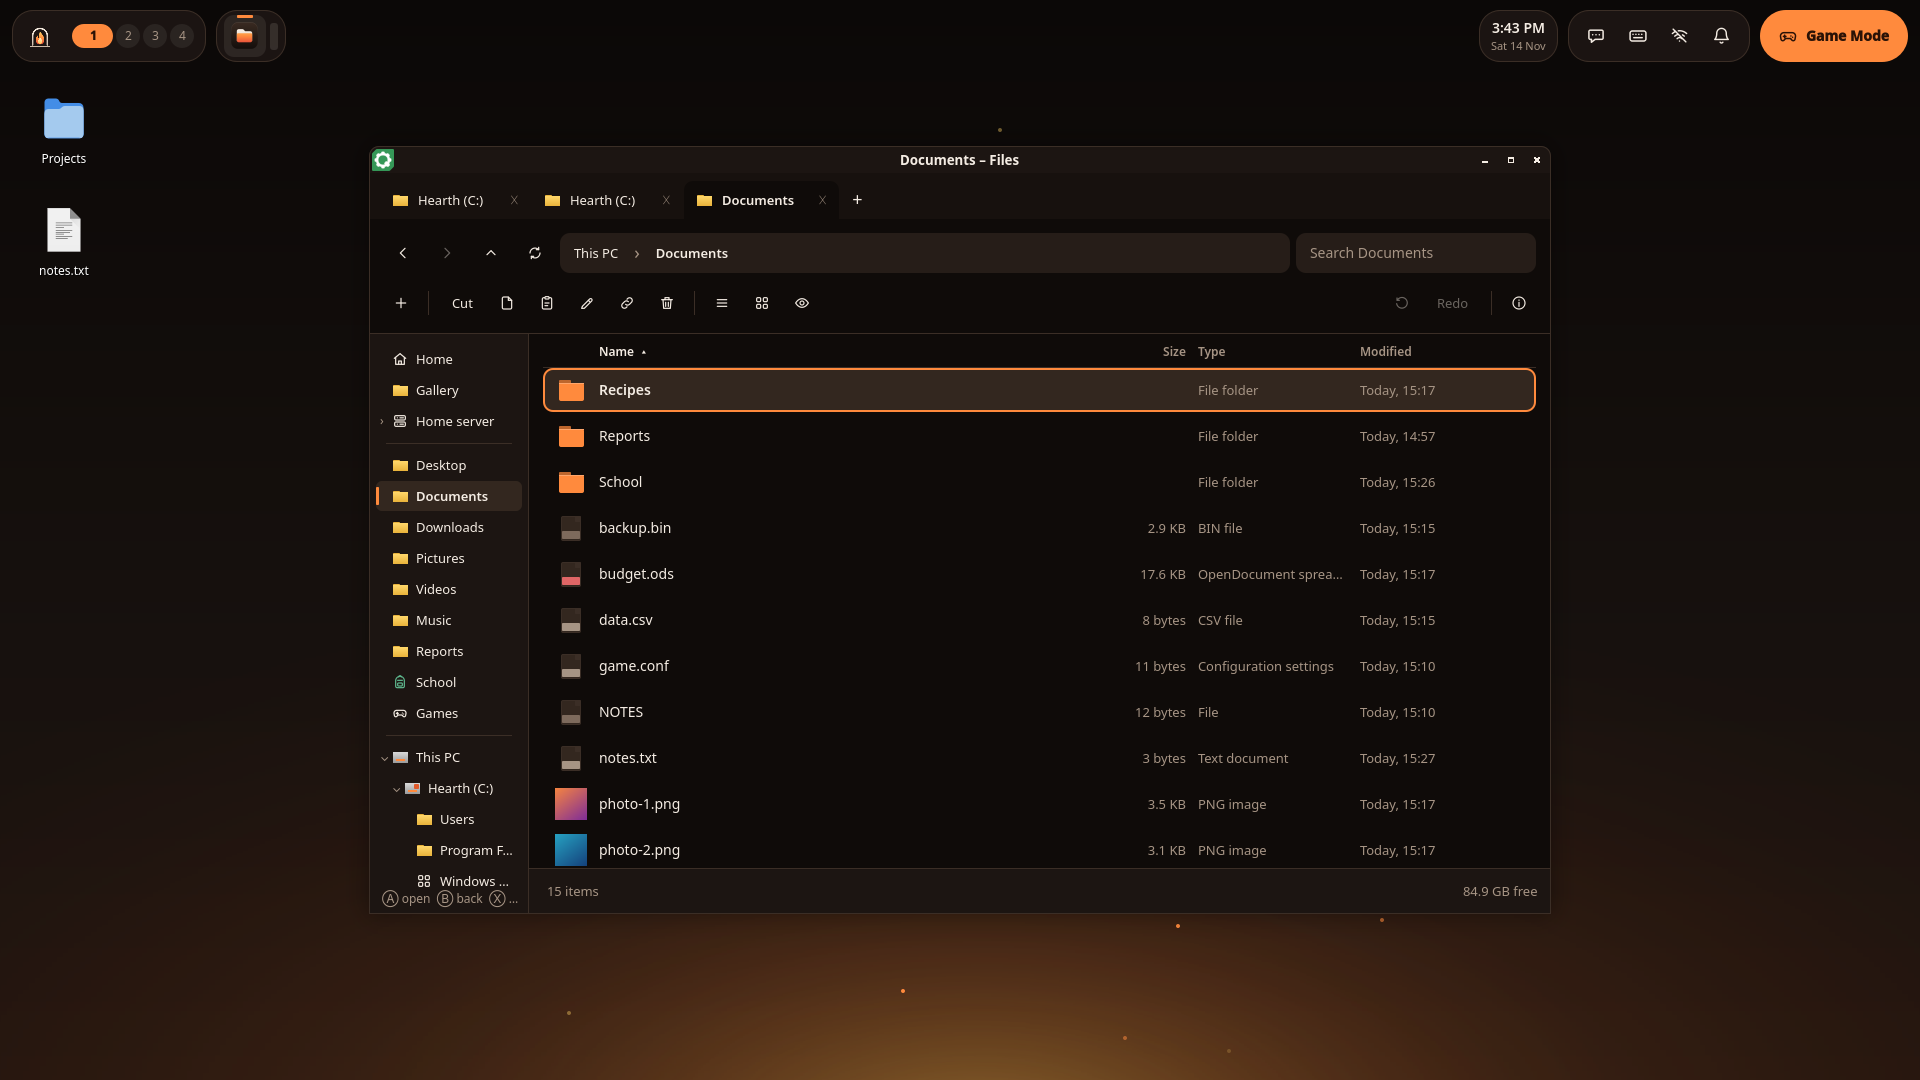 1 2 3 4
3:43 PM
Sat 14 Nov
Game Mode
Projects
notes.txt
Documents – Files
Hearth (C:) X Hearth (C:) X Documents X +
This PC › Documents
Search Documents
Cut
Redo
Home
Gallery
Home server
Desktop
Documents
Downloads
Pictures
Videos
Music
Reports
School
Games
This PC
Hearth (C:)
Users
Program F...
Windows ...
A open B back X ...
Name Size Type Modified
Recipes File folder Today, 15:17
Reports File folder Today, 14:57
School File folder Today, 15:26
backup.bin 2.9 KB BIN file Today, 15:15
budget.ods 17.6 KB OpenDocument sprea... Today, 15:17
data.csv 8 bytes CSV file Today, 15:15
game.conf 11 bytes Configuration settings Today, 15:10
NOTES 12 bytes File Today, 15:10
notes.txt 3 bytes Text document Today, 15:27
photo-1.png 3.5 KB PNG image Today, 15:17
photo-2.png 3.1 KB PNG image Today, 15:17
15 items 84.9 GB free